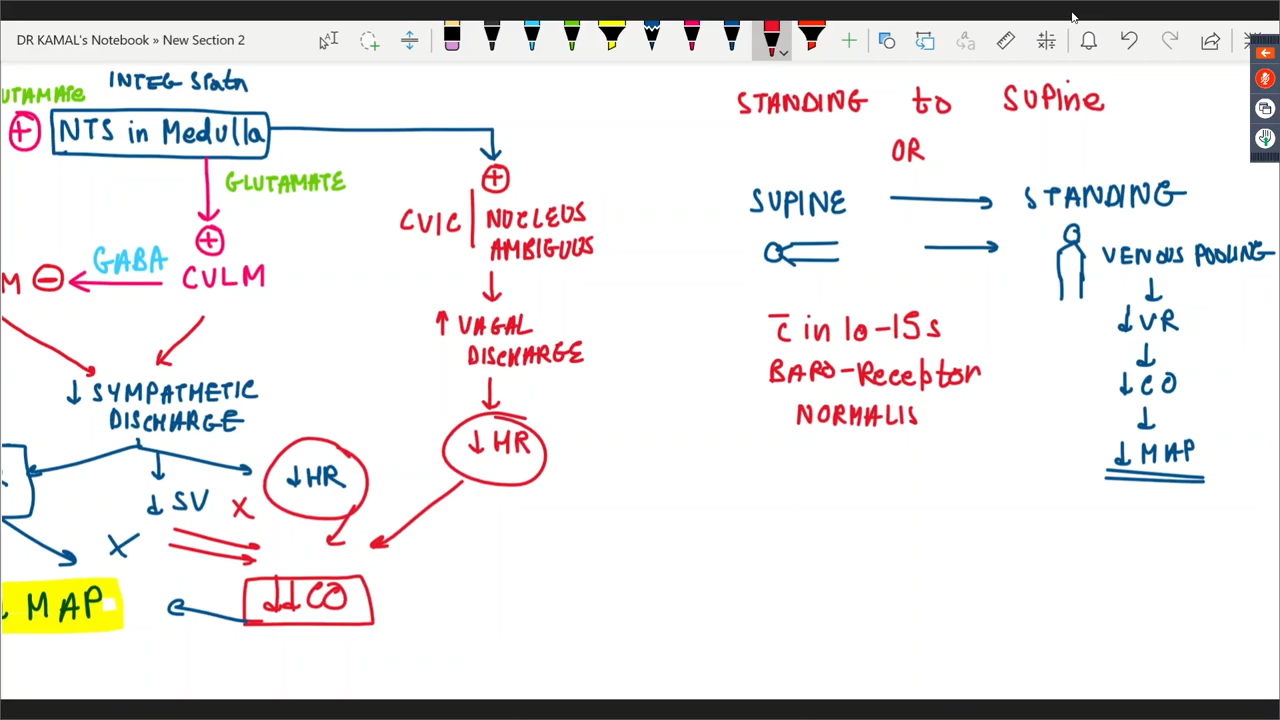 DR KAMAL's Notebook » New Section 2
INTEG Statn
UTAMATE
+ NTS in Medulla
GLUTAMATE
+
GABA
M - CVLM
↓ SYMPATHETIC
DISCHARGE
↓ SV X
↓HR
X
↓ MAP
↓↓CO
+
CVIC | NUCLEUS
AMBIGUOUS
↑ VAGAL
DISCHARGE
↓ HR
STANDING to SUPine
OR
SUPINE → STANDING
VENOUS POOLING
↓VR
↓CO
↓MAP
c̄ in 10-15s
BARO-Receptor
NORMALIS